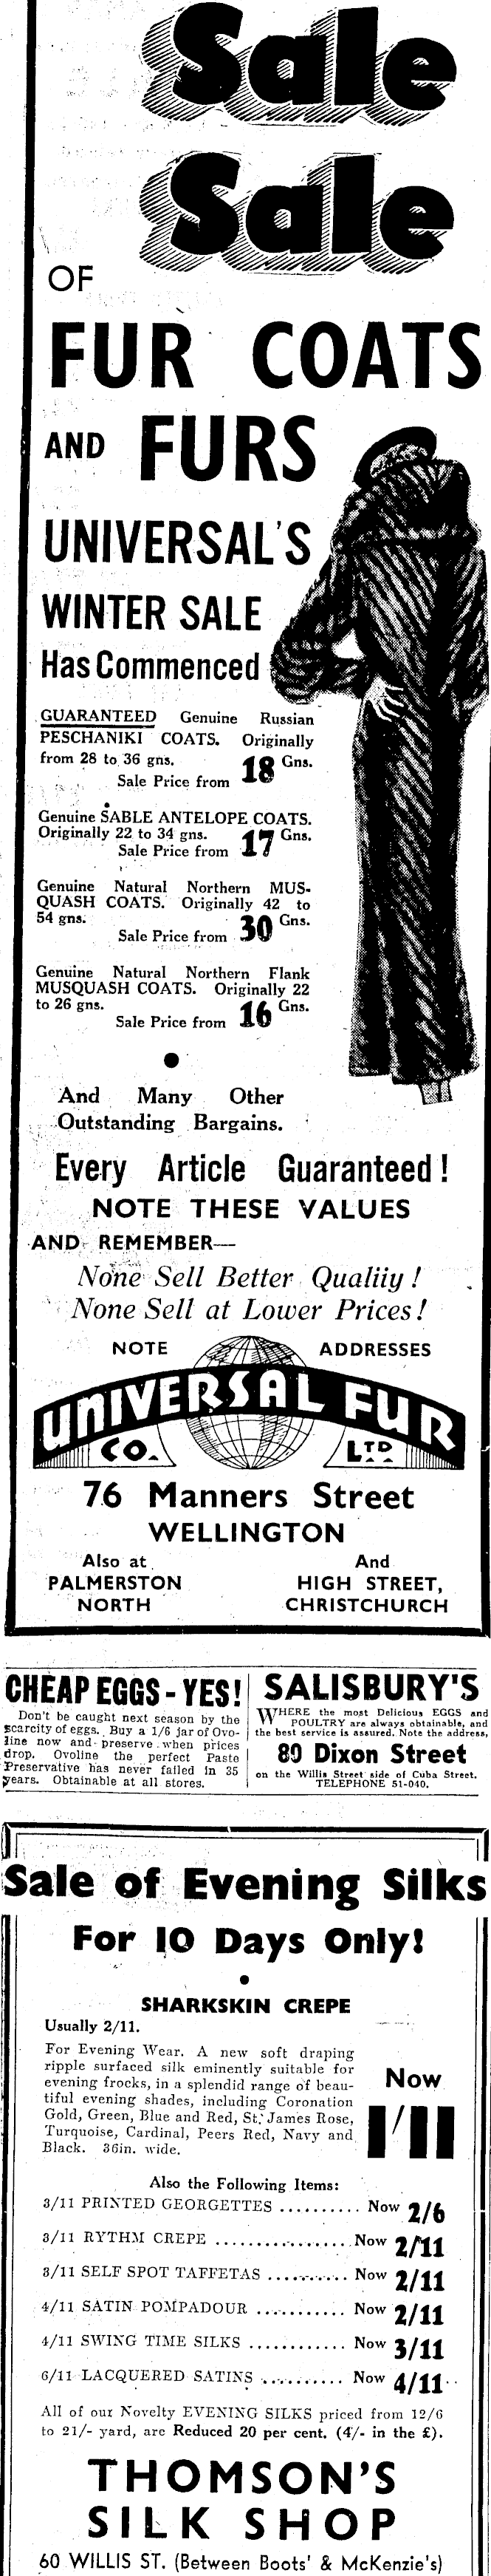 Sale
Sale
OF
FUR COATS
AND FURS
UNIVERSAL'S
WINTER SALE
Has Commenced
GUARANTEED Genuine Russian
PESCHANIKI COATS. Originally
from 28 to 36 gns.
Sale Price from 18 Gns.
Genuine SABLE ANTELOPE COATS.
Originally 22 to 34 gns.
Sale Price from 17 Gns.
Genuine Natural Northern MUS-
QUASH COATS. Originally 42 to
54 gns.
Sale Price from 30 Gns.
Genuine Natural Northern Flank
MUSQUASH COATS. Originally 22
to 26 gns.
Sale Price from 16 Gns.
And Many Other
Outstanding Bargains.
Every Article Guaranteed!
NOTE THESE VALUES
AND REMEMBER—
None Sell Better Qualiiy!
None Sell at Lower Prices!
NOTE ADDRESSES
UNIVERSAL FUR
CO. LTD
76 Manners Street
WELLINGTON
Also at
PALMERSTON
NORTH
And
HIGH STREET,
CHRISTCHURCH
CHEAP EGGS - YES!
Don't be caught next season by the
scarcity of eggs. Buy a 1/6 jar of Ovo-
line now and preserve when prices
drop. Ovoline the perfect Paste
Preservative has never failed in 35
years. Obtainable at all stores.
SALISBURY'S
WHERE the most Delicious EGGS and
POULTRY are always obtainable, and
the best service is assured. Note the address,
89 Dixon Street
on the Willis Street side of Cuba Street.
TELEPHONE 51-040.
Sale of Evening Silks
For 10 Days Only!
SHARKSKIN CREPE
Usually 2/11.
For Evening Wear. A new soft draping
ripple surfaced silk eminently suitable for
evening frocks, in a splendid range of beau-
tiful evening shades, including Coronation
Gold, Green, Blue and Red, St. James Rose,
Turquoise, Cardinal, Peers Red, Navy and
Black. 36in. wide.
Now
1/11
Also the Following Items:
3/11 PRINTED GEORGETTES .......... Now 2/6
3/11 RYTHM CREPE ................. Now 2/11
3/11 SELF SPOT TAFFETAS .......... Now 2/11
4/11 SATIN POMPADOUR ........... Now 2/11
4/11 SWING TIME SILKS ............ Now 3/11
6/11 LACQUERED SATINS .......... Now 4/11
All of our Novelty EVENING SILKS priced from 12/6
to 21/- yard, are Reduced 20 per cent. (4/- in the £).
THOMSON'S
SILK SHOP
60 WILLIS ST. (Between Boots' & McKenzie's)